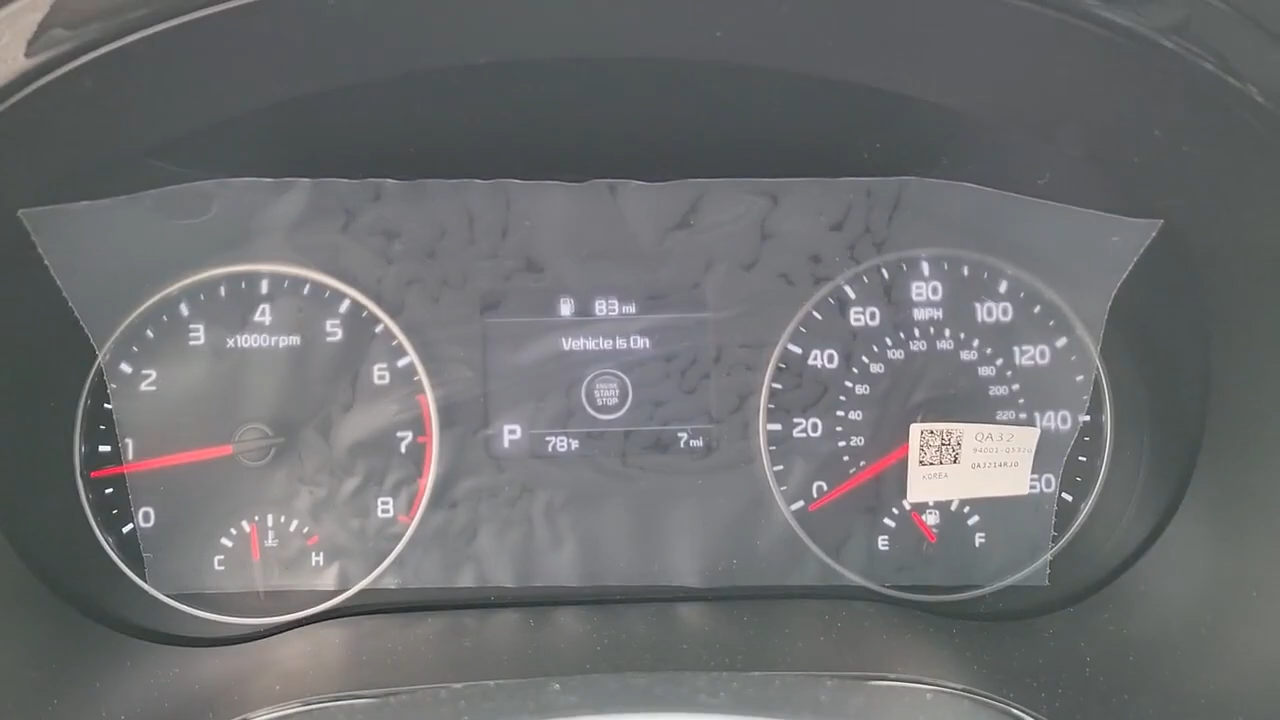 83 mi
Vehicle is On
ENGINE
START
STOP
P
78°F
7 mi
0
1
2
3
4
5
6
7
8
x1000rpm
C
H
0
20
40
60
80
100
120
140
MPH
20
40
60
80
100
120
140
160
180
200
220
E
F
QA32
KOREA
QA3214RJ0